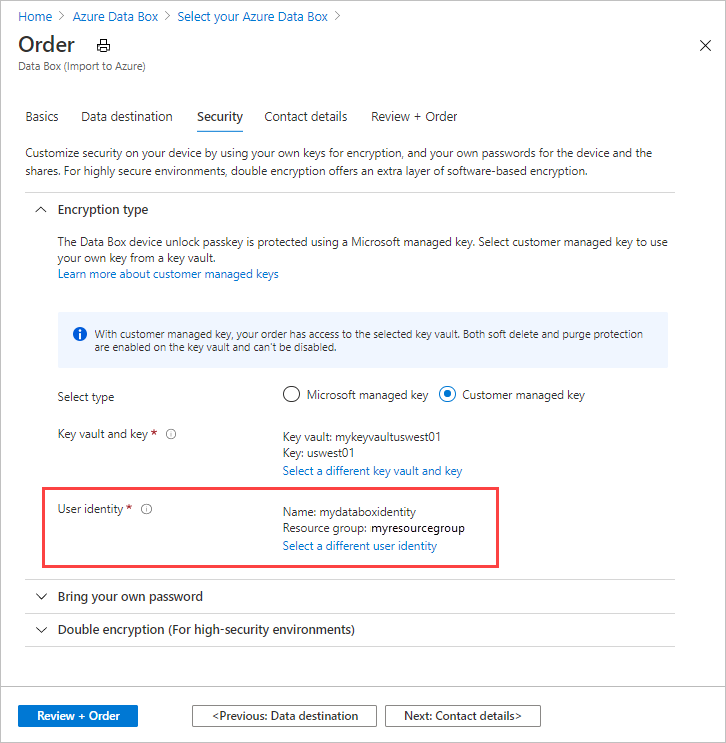 Home > Azure Data Box > Select your Azure Data Box >
Order
Data Box (Import to Azure)
Basics Data destination Security Contact details Review + Order
Customize security on your device by using your own keys for encryption, and your own passwords for the device and the
shares. For highly secure environments, double encryption offers an extra layer of software-based encryption.
Encryption type
The Data Box device unlock passkey is protected using a Microsoft managed key. Select customer managed key to use
your own key from a key vault.
Learn more about customer managed keys
With customer managed key, your order has access to the selected key vault. Both soft delete and purge protection
are enabled on the key vault and can't be disabled.
Select type Microsoft managed key Customer managed key
Key vault and key *
Key vault: mykeyvaultuswest01
Key: uswest01
Select a different key vault and key
User identity *
Name: mydataboxidentity
Resource group: myresourcegroup
Select a different user identity
Bring your own password
Double encryption (For high-security environments)
Review + Order <Previous: Data destination Next: Contact details>